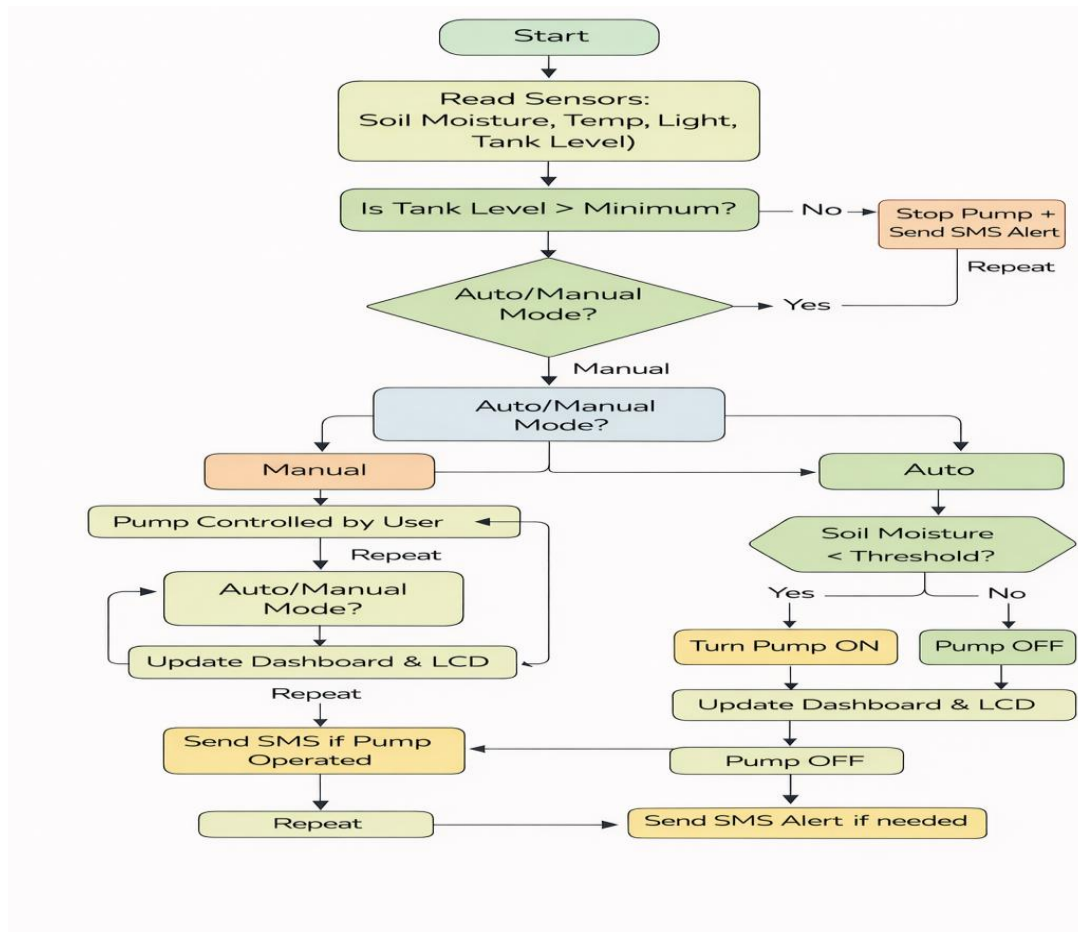 Start
Read Sensors:
Soil Moisture, Temp, Light,
Tank Level)
Is Tank Level > Minimum?
No
Stop Pump +
Send SMS Alert
Repeat
Auto/Manual
Mode?
Yes
Manual
Auto/Manual
Mode?
Manual
Auto
Pump Controlled by User
Soil Moisture
< Threshold?
Repeat
Auto/Manual
Mode?
Yes
No
Turn Pump ON
Pump OFF
Update Dashboard & LCD
Repeat
Update Dashboard & LCD
Send SMS if Pump
Operated
Pump OFF
Repeat
Send SMS Alert if needed